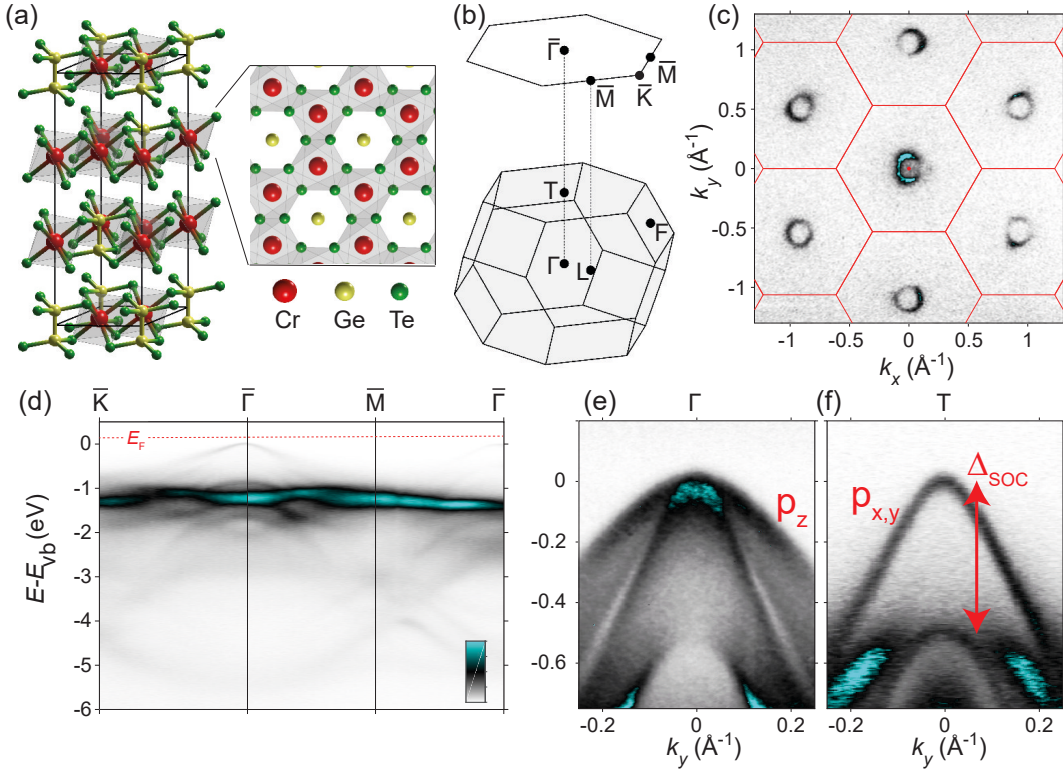 (a)
Cr Ge Te
(b)
Γ̅
M̅
M̅ K̅
T
F
Γ L
(c)
1
0.5
0
-0.5
-1
k_y (Å⁻¹)
-1 -0.5 0 0.5 1
k_x (Å⁻¹)
(d)
K̅ Γ̅ M̅ Γ̅
E_F
0
-1
-2
-3
-4
-5
-6
E-E_vb (eV)
(e)
Γ
0
-0.2
-0.4
-0.6
p_z
-0.2 0 0.2
k_y (Å⁻¹)
(f)
T
Δ_SOC
p_x,y
-0.2 0 0.2
k_y (Å⁻¹)